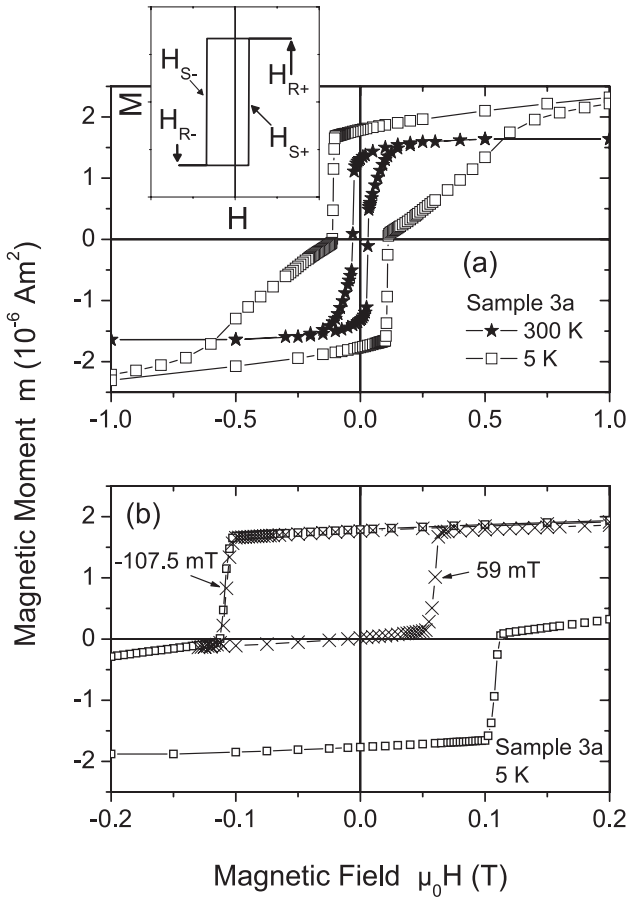 M
H
H_S-
H_R-
H_R+
H_S+
Magnetic Moment m (10^-6 Am^2)
2
1
0
-1
-2
(a)
Sample 3a
300 K
5 K
-1.0 -0.5 0.0 0.5 1.0
(b)
2
1
0
-1
-2
-107.5 mT
59 mT
Sample 3a
5 K
-0.2 -0.1 0.0 0.1 0.2
Magnetic Field μ_0H (T)